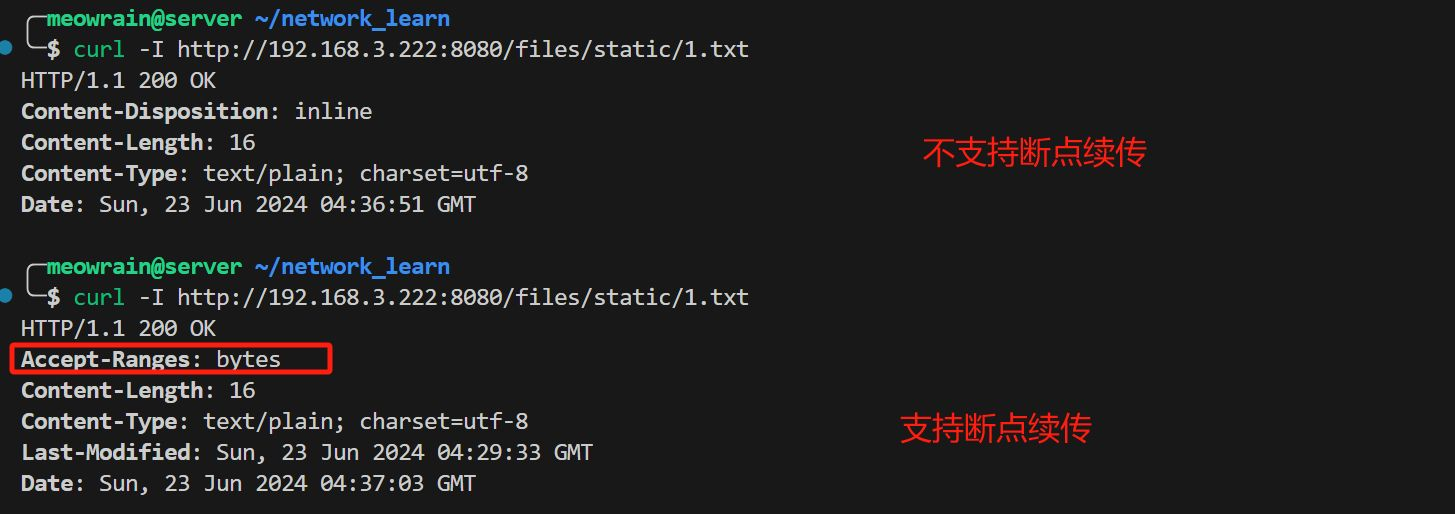 meowrain@server ~/network_learn
$ curl -I http://192.168.3.222:8080/files/static/1.txt
HTTP/1.1 200 OK
Content-Disposition: inline
Content-Length: 16
不支持断点续传
Content-Type: text/plain; charset=utf-8
Date: Sun, 23 Jun 2024 04:36:51 GMT
meowrain@server ~/network_learn
$ curl -I http://192.168.3.222:8080/files/static/1.txt
HTTP/1.1 200 OK
Accept-Ranges: bytes
Content-Length: 16
Content-Type: text/plain; charset=utf-8
支持断点续传
Last-Modified: Sun, 23 Jun 2024 04:29:33 GMT
Date: Sun, 23 Jun 2024 04:37:03 GMT